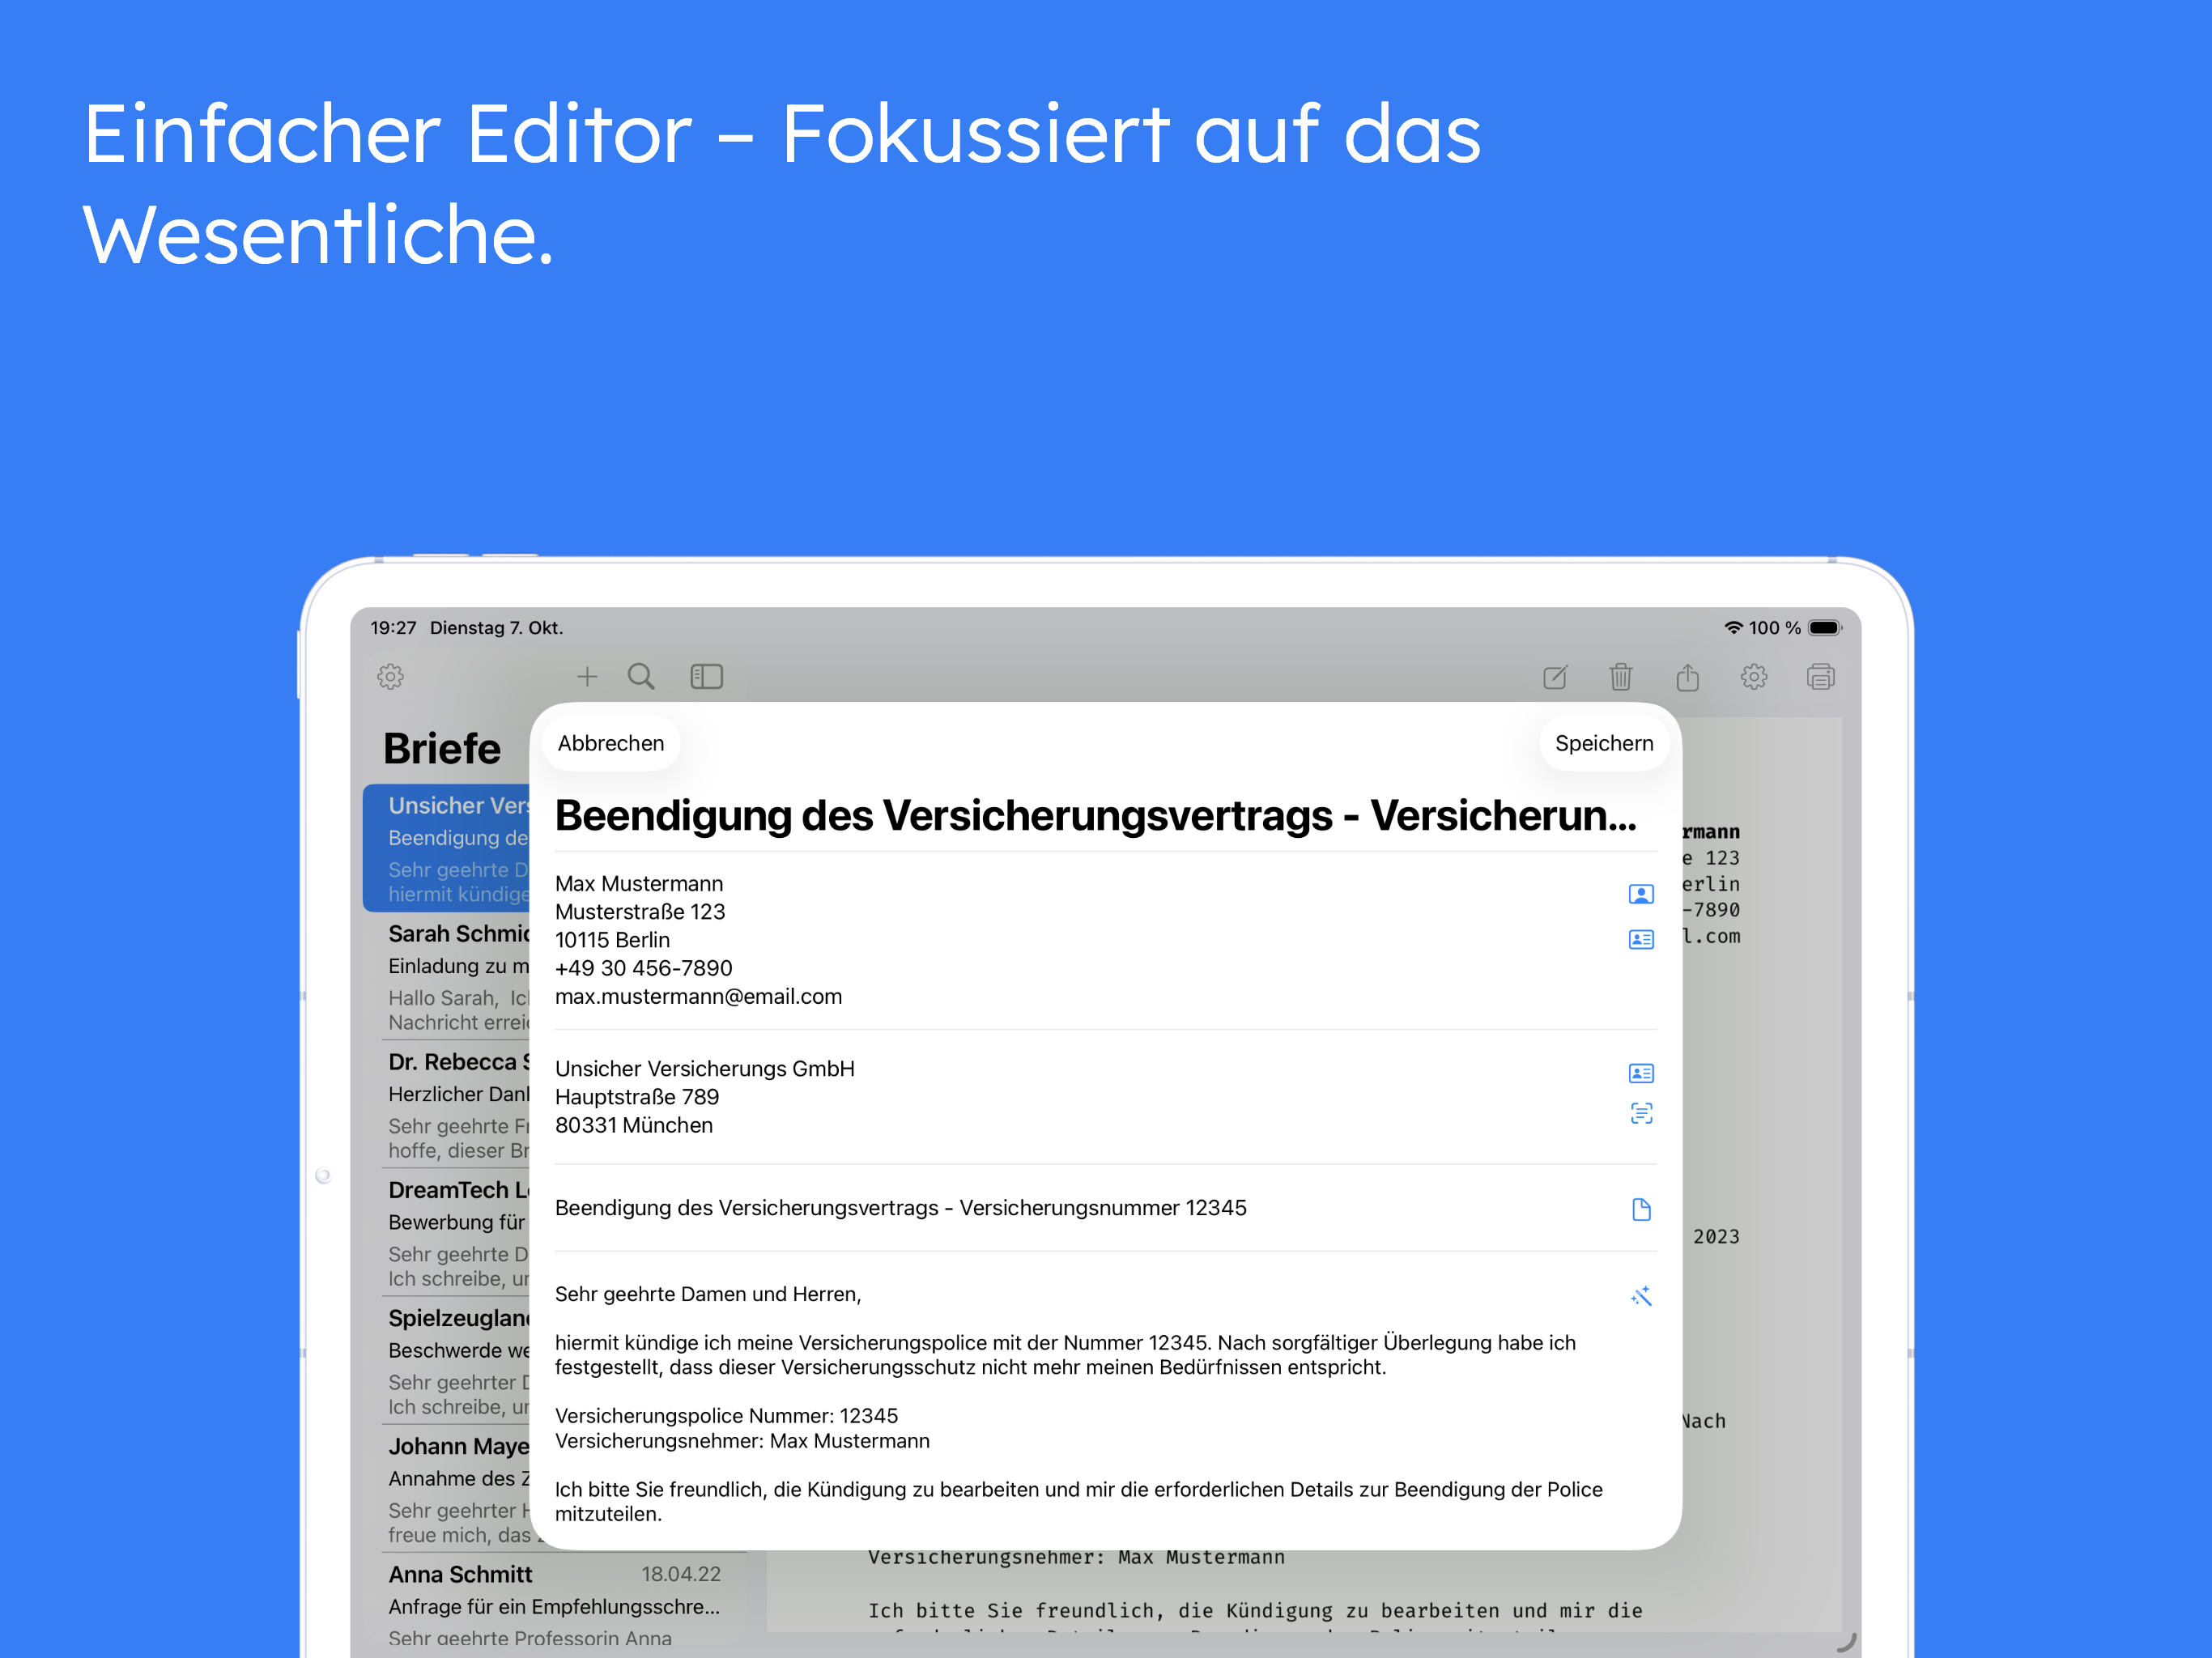 Einfacher Editor – Fokussiert auf das
Wesentliche.
19:27 Dienstag 7. Okt.
100 %
Briefe
Unsicher Vers
Beendigung de
Sehr geehrte D
hiermit kündige
Sarah Schmid
Einladung zu m
Hallo Sarah, Ich
Nachricht erreic
Dr. Rebecca S
Herzlicher Dank
Sehr geehrte Fr
hoffe, dieser Br
DreamTech L
Bewerbung für
Sehr geehrte D
Ich schreibe, un
Spielzeugland
Beschwerde we
Sehr geehrter D
Ich schreibe, un
Johann Maye
Annahme des Z
Sehr geehrter H
freue mich, das
Anna Schmitt 18.04.22
Anfrage für ein Empfehlungsschre...
Sehr geehrte Professorin Anna
Abbrechen
Speichern
Beendigung des Versicherungsvertrags - Versicherun...
Max Mustermann
Musterstraße 123
10115 Berlin
+49 30 456-7890
max.mustermann@email.com
Unsicher Versicherungs GmbH
Hauptstraße 789
80331 München
Beendigung des Versicherungsvertrags - Versicherungsnummer 12345
Sehr geehrte Damen und Herren,
hiermit kündige ich meine Versicherungspolice mit der Nummer 12345. Nach sorgfältiger Überlegung habe ich
festgestellt, dass dieser Versicherungsschutz nicht mehr meinen Bedürfnissen entspricht.
Versicherungspolice Nummer: 12345
Versicherungsnehmer: Max Mustermann
Ich bitte Sie freundlich, die Kündigung zu bearbeiten und mir die erforderlichen Details zur Beendigung der Police
mitzuteilen.
rmann
e 123
erlin
-7890
l.com
2023
Nach
Versicherungsnehmer: Max Mustermann
Ich bitte Sie freundlich, die Kündigung zu bearbeiten und mir die